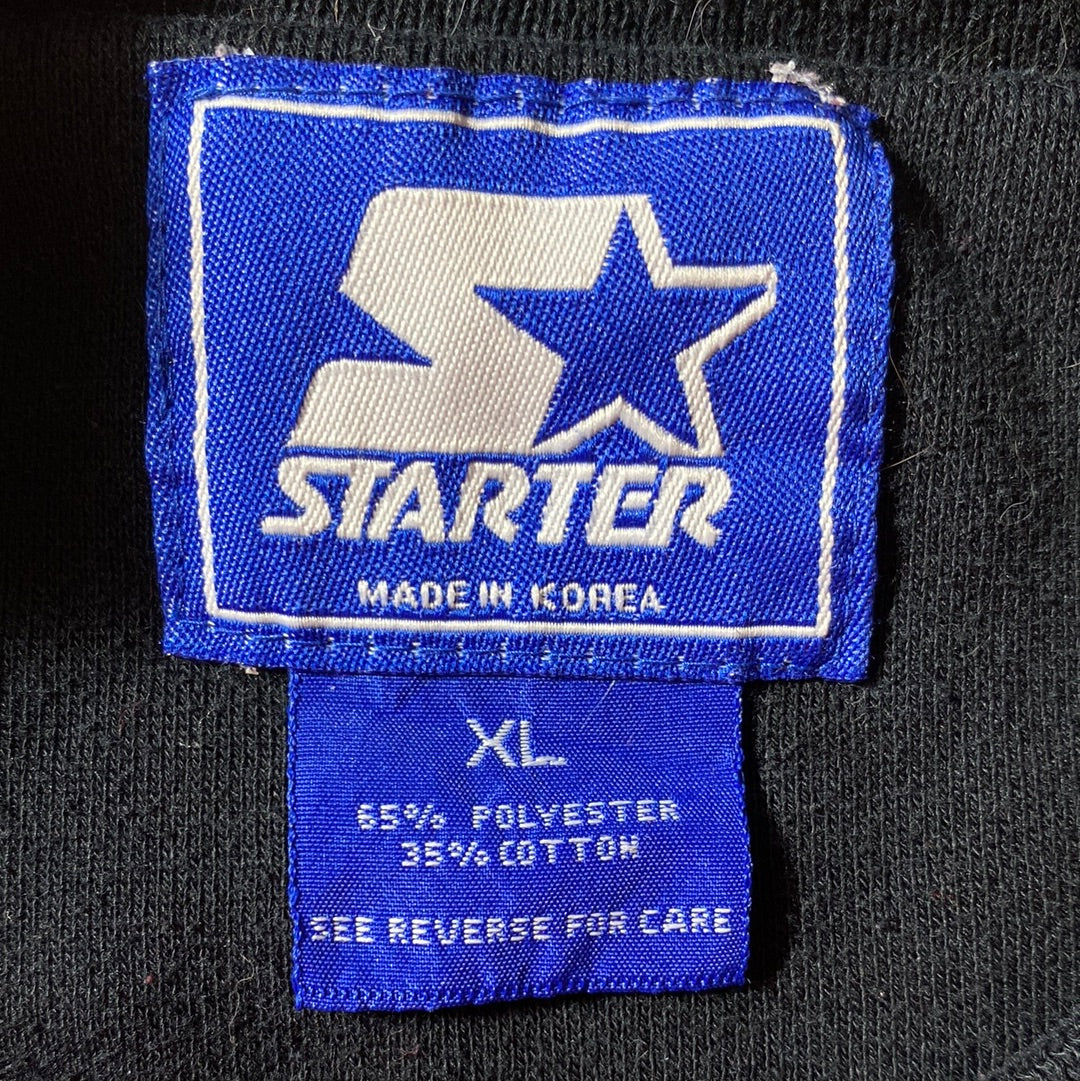 STARTER
MADE IN KOREA
XL
65% POLYESTER
35% COTTON
SEE REVERSE FOR CARE